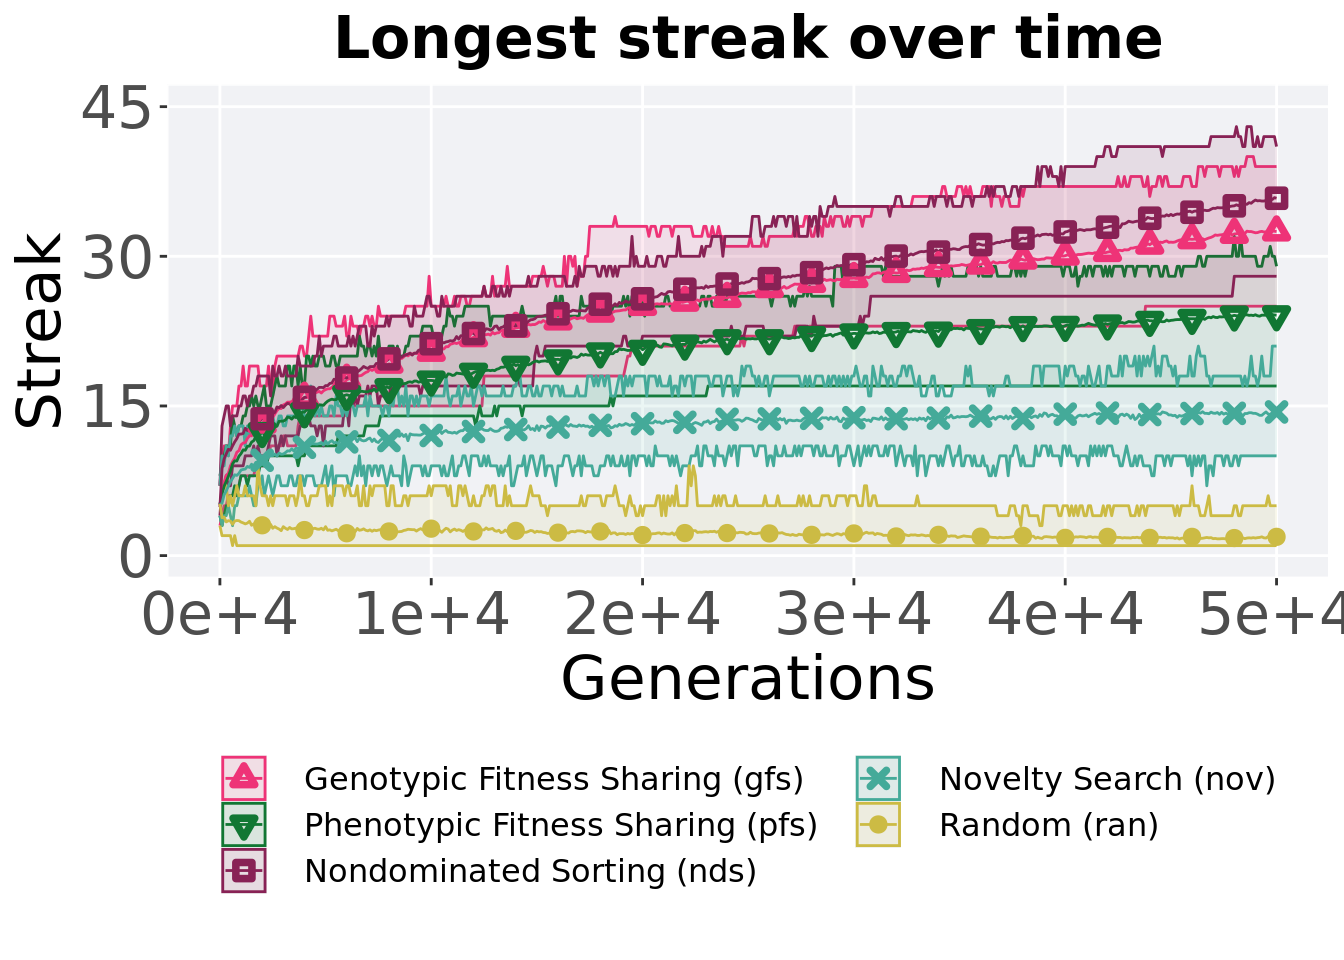 Longest streak over time
45
30
15
0
Streak
0e+4 1e+4 2e+4 3e+4 4e+4 5e+4
Generations
Genotypic Fitness Sharing (gfs)
Phenotypic Fitness Sharing (pfs)
Nondominated Sorting (nds)
Novelty Search (nov)
Random (ran)